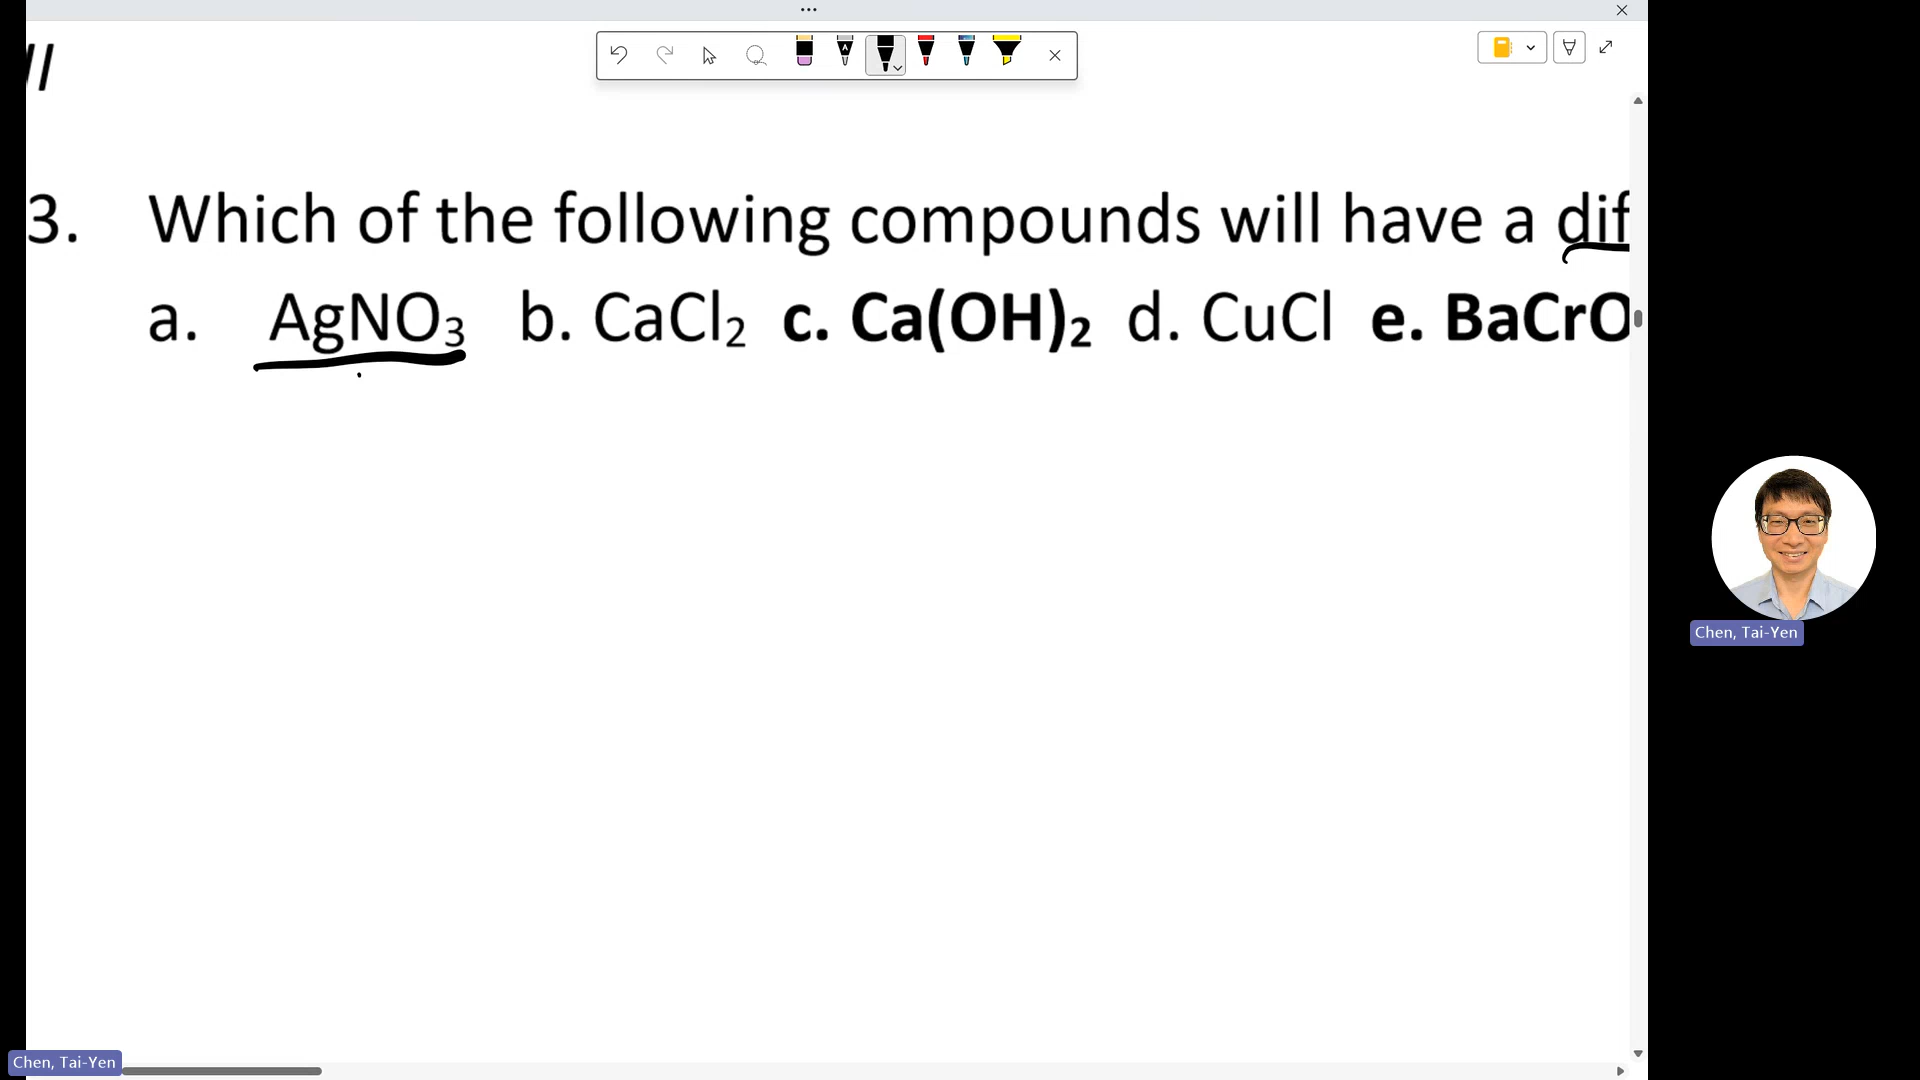 //
3. Which of the following compounds will have a dif
a. AgNO₃ b. CaCl₂ c. Ca(OH)₂ d. CuCl e. BaCrO
Chen, Tai-Yen
Chen, Tai-Yen